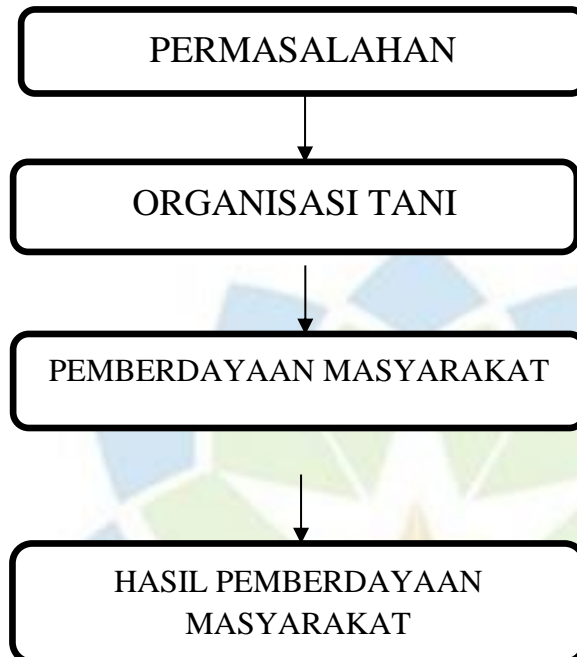 PERMASALAHAN
ORGANISASI TANI
PEMBERDAYAAN MASYARAKAT
HASIL PEMBERDAYAAN
MASYARAKAT